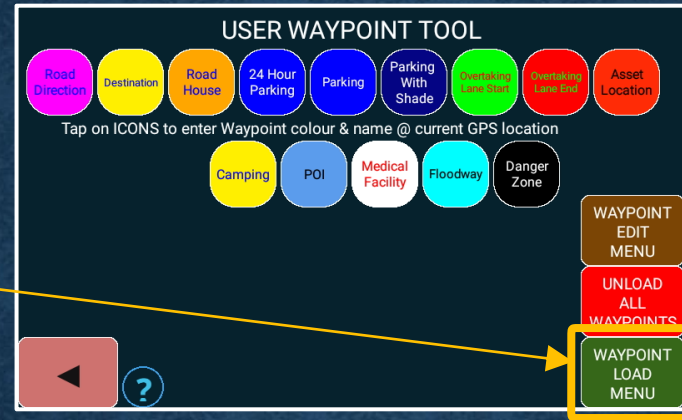 USER WAYPOINT TOOL
Road
Direction
Destination
Road
House
24 Hour
Parking
Parking
Parking
With
Shade
Overtaking
Lane Start
Overtaking
Lane End
Asset
Location
Tap on ICONS to enter Waypoint colour & name @ current GPS location
Camping
POI
Medical
Facility
Floodway
Danger
Zone
WAYPOINT
EDIT
MENU
UNLOAD
ALL
WAYPOINTS
WAYPOINT
LOAD
MENU
?